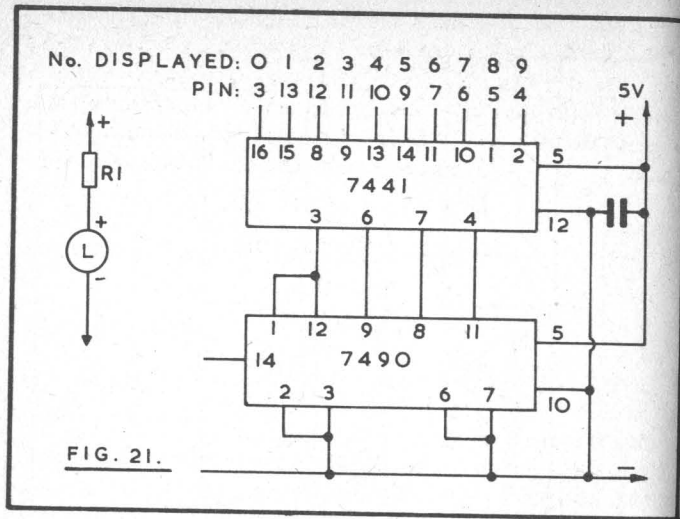 No. DISPLAYED: 0 1 2 3 4 5 6 7 8 9
PIN: 3 13 12 11 10 9 7 6 5 4
5V
+
+
R1
+
L
-
16 15 8 9 13 14 11 10 1 2
5
7441
12
3 6 7 4
1 12 9 8 11
5
14
7490
2 3 6 7
10
FIG. 21.
-